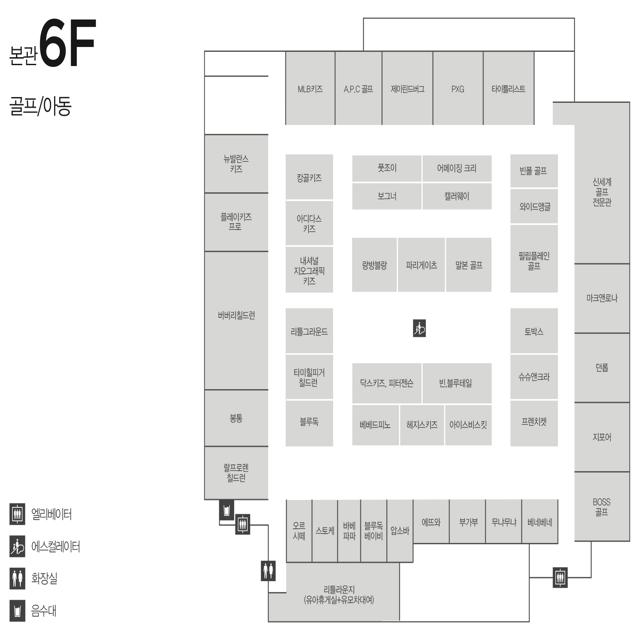 본관 6F
골프/아동
MLB키즈
A.P.C 골프
제이린드버그
PXG
타이틀리스트
뉴발란스
키즈
플레이키즈
프로
버버리칠드런
봉통
랄프로렌
칠드런
캉골키즈
아디다스
키즈
내셔널
지오그래픽
키즈
리틀그라운드
타미힐피거
칠드런
블루독
풋조이
어메이징 크리
보그너
캘러웨이
랑방블랑
파리게이츠
말본 골프
닥스키즈, 피터젠슨
빈,블루테일
베베드피노
헤지스키즈
아이스비스킷
빈폴 골프
와이드앵글
필립플레인
골프
토박스
슈슈앤크라
프렌치캣
신세계
골프
전문관
마크앤로나
던롭
지포어
BOSS
골프
오르
시떼
스토케
바베
파파
블루독
베이비
압소바
에뜨와
부가부
무냐무냐
베네베네
리틀라운지
(유아휴게실+유모차대여)
엘리베이터
에스컬레이터
화장실
음수대